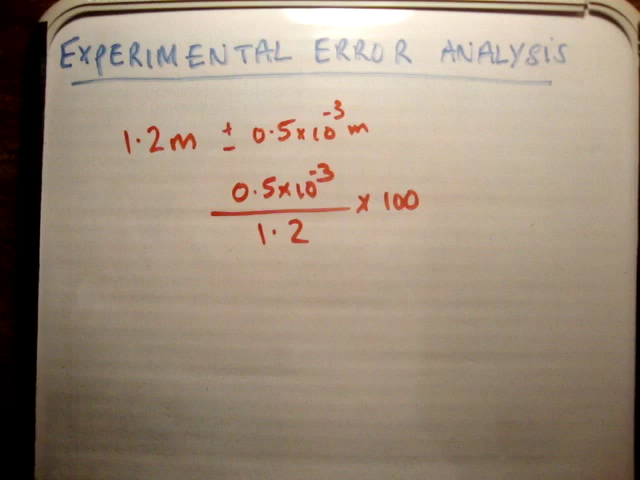 EXPERIMENTAL ERROR ANALYSIS
1.2m ± 0.5×10⁻³m
0.5×10⁻³
× 100
1.2